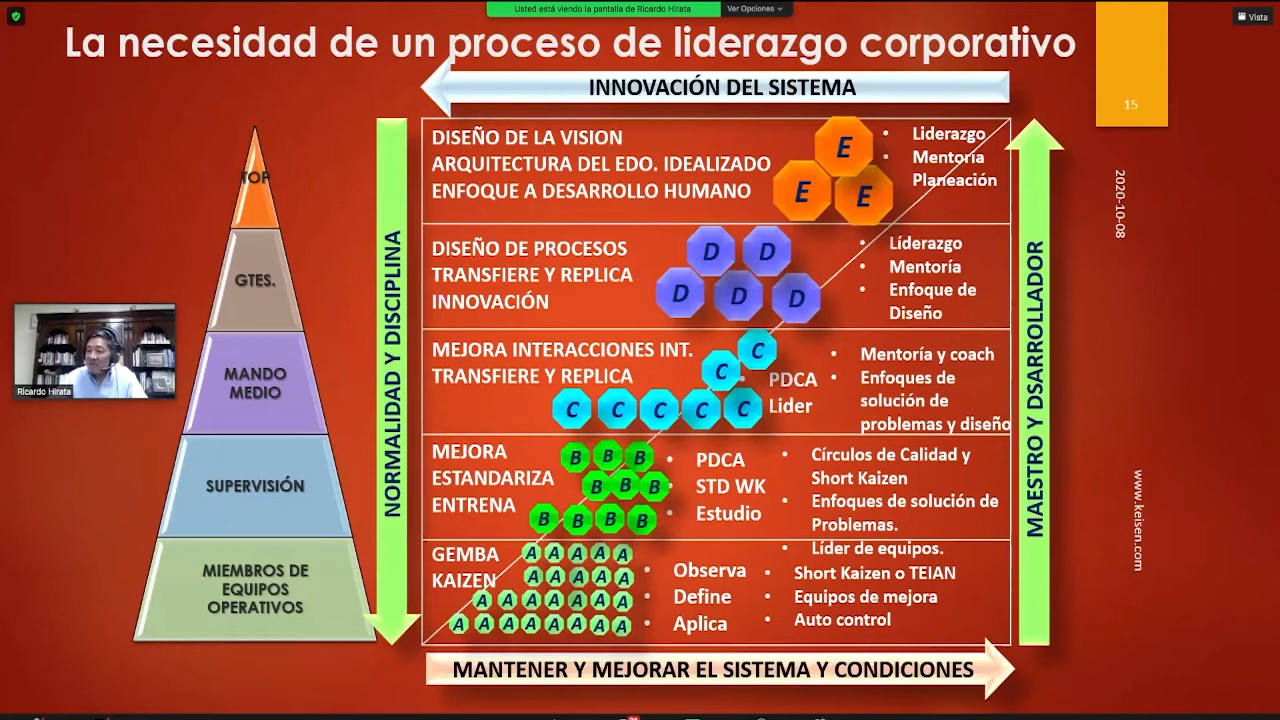 Usted está viendo la pantalla de Ricardo Hirata
Ver Opciones
Vista
La necesidad de un proceso de liderazgo corporativo
15
2020-10-08
www.keisen.com
INNOVACIÓN DEL SISTEMA
TOP
GTES.
MANDO
MEDIO
SUPERVISIÓN
MIEMBROS DE
EQUIPOS
OPERATIVOS
Ricardo Hirata
NORMALIDAD Y DISCIPLINA
DISEÑO DE LA VISION
ARQUITECTURA DEL EDO. IDEALIZADO
ENFOQUE A DESARROLLO HUMANO
E
E E
• Liderazgo
• Mentoría
Planeación
DISEÑO DE PROCESOS
TRANSFIERE Y REPLICA
INNOVACIÓN
D D
D D D
• Líderazgo
• Mentoría
• Enfoque de
Diseño
MEJORA INTERACCIONES INT.
TRANSFIERE Y REPLICA
C
C
C C C C C
• PDCA
Lider
• Mentoría y coach
• Enfoques de
solución de
problemas y diseño
MEJORA
ESTANDARIZA
ENTRENA
B B B
B B B
B B B B
• PDCA
• STD WK
• Estudio
• Círculos de Calidad y
Short Kaizen
• Enfoques de solución de
Problemas.
• Líder de equipos.
GEMBA
KAIZEN
A A A A A
A A A A A
A A A A A A A
A A A A A A A A
• Observa
• Define
• Aplica
• Short Kaizen o TEIAN
• Equipos de mejora
• Auto control
MAESTRO Y DSARROLLADOR
MANTENER Y MEJORAR EL SISTEMA Y CONDICIONES